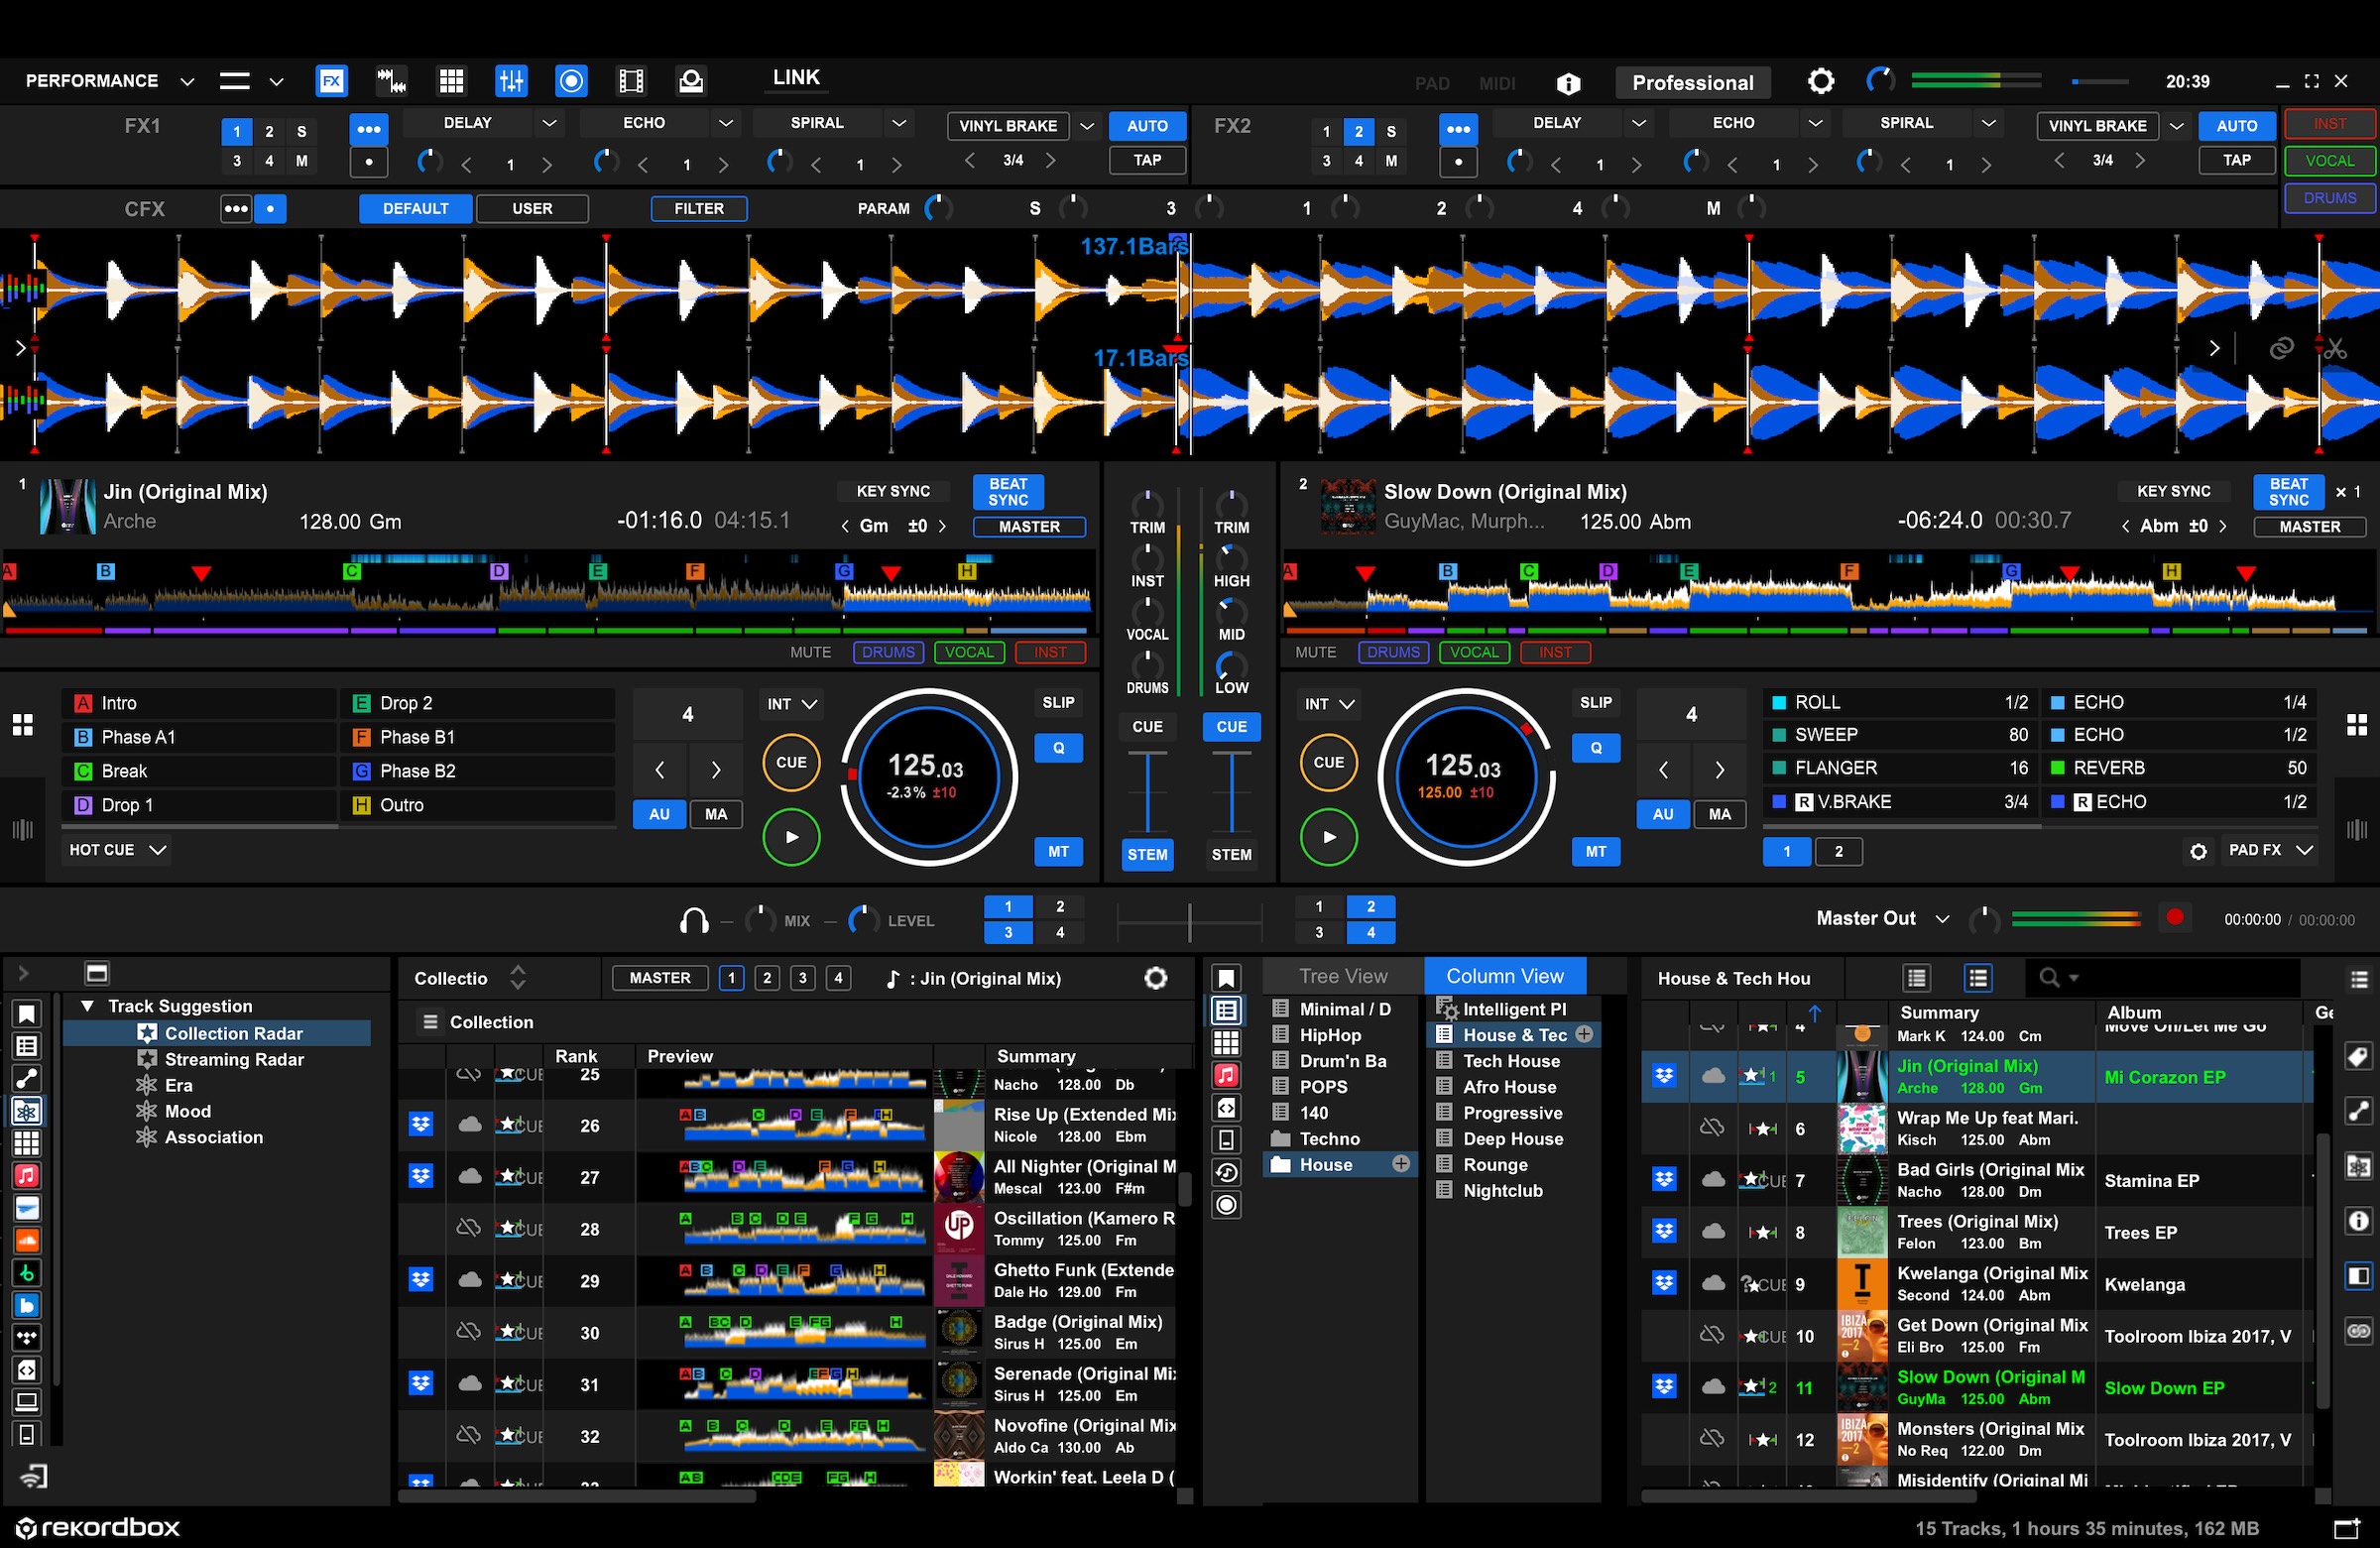 PERFORMANCE
FX
LINK
PAD
MIDI
Professional
20:39
FX1
1 2 S
3 4 M
DELAY
1
ECHO
1
SPIRAL
1
VINYL BRAKE
3/4
AUTO
TAP
FX2
1 2 S
3 4 M
DELAY
1
ECHO
1
SPIRAL
1
VINYL BRAKE
3/4
AUTO
TAP
INST
VOCAL
DRUMS
CFX
DEFAULT
USER
FILTER
PARAM
S
3
1
2
4
M
137.1Bars
17.1Bars
1
Jin (Original Mix)
Arche
128.00 Gm
-01:16.0 04:15.1
KEY SYNC
Gm ±0
BEAT
SYNC
MASTER
A B C D E F G H
MUTE DRUMS VOCAL INST
TRIM TRIM
INST HIGH
VOCAL MID
DRUMS LOW
CUE CUE
STEM STEM
2
Slow Down (Original Mix)
GuyMac, Murph...
125.00 Abm
-06:24.0 00:30.7
KEY SYNC
Abm ±0
BEAT
SYNC
× 1
MASTER
A B C D E F G H
MUTE DRUMS VOCAL INST
A Intro
B Phase A1
C Break
D Drop 1
E Drop 2
F Phase B1
G Phase B2
H Outro
HOT CUE
4
AU MA
INT
CUE
125.03
-2.3% ±10
SLIP
Q
MT
INT
CUE
125.03
125.00 ±10
SLIP
Q
MT
4
AU MA
ROLL 1/2
SWEEP 80
FLANGER 16
R V.BRAKE 3/4
ECHO 1/4
ECHO 1/2
REVERB 50
R ECHO 1/2
1 2
PAD FX
MIX
LEVEL
1 2
3 4
1 2
3 4
Master Out
00:00:00 / 00:00:00
Track Suggestion
Collection Radar
Streaming Radar
Era
Mood
Association
Collectio
MASTER 1 2 3 4
: Jin (Original Mix)
Collection
Rank Preview Summary
25
Nacho 128.00 Db
26
Rise Up (Extended Mix
Nicole 128.00 Ebm
27
All Nighter (Original M
Mescal 123.00 F#m
28
Oscillation (Kamero R
Tommy 125.00 Fm
29
Ghetto Funk (Extende
Dale Ho 129.00 Fm
30
Badge (Original Mix)
Sirus H 125.00 Em
31
Serenade (Original Mix
Sirus H 125.00 Em
32
Novofine (Original Mix
Aldo Ca 130.00 Ab
Workin' feat. Leela D (
Tree View
Column View
Minimal / D
HipHop
Drum'n Ba
POPS
140
Techno
House
Intelligent Pl
House & Tec
Tech House
Afro House
Progressive
Deep House
Rounge
Nightclub
House & Tech Hou
Summary Album Ge
4
Mark K 124.00 Cm
Move On/Let Me Go
1 5
Jin (Original Mix)
Arche 128.00 Gm
Mi Corazon EP
6
Wrap Me Up feat Mari.
Kisch 125.00 Abm
7
Bad Girls (Original Mix
Nacho 128.00 Dm
Stamina EP
8
Trees (Original Mix)
Felon 123.00 Bm
Trees EP
9
Kwelanga (Original Mix
Second 124.00 Abm
Kwelanga
10
Get Down (Original Mix
Eli Bro 125.00 Fm
Toolroom Ibiza 2017, V
2 11
Slow Down (Original M
GuyMa 125.00 Abm
Slow Down EP
12
Monsters (Original Mix
No Req 122.00 Dm
Toolroom Ibiza 2017, V
Misidentify (Original Mi
rekordbox
15 Tracks, 1 hours 35 minutes, 162 MB